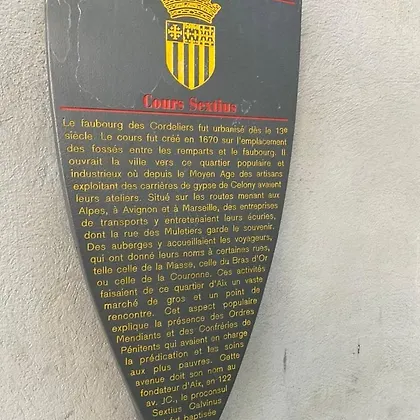 Cours Sextius
Le faubourg des Cordeliers fut urbanisé dès le 13e
siècle. Le cours fut créé en 1670 sur l'emplacement
des fossés entre les remparts et le faubourg. Il
ouvrait la ville vers ce quartier populaire et
industrieux où depuis le Moyen Age des artisans
exploitant des carrières de gypse de Celony avaient
leurs ateliers. Situé sur les routes menant aux
Alpes, à Avignon et à Marseille, des entreprises
de transports y entretenaient leurs écuries,
dont la rue des Muletiers garde le souvenir.
Des auberges y accueillaient les voyageurs,
qui ont donné leurs noms à certaines rues,
telle celle de la Masse, celle du Bras d'Or
ou celle de la Couronne. Ces activités
faisaient de ce quartier d'Aix un vaste
marché de gros et un point de
rencontre. Cet aspect populaire
explique la présence des Ordres
Mendiants et des Confréries de
Pénitents qui avaient en charge
la prédication et les soins
aux plus pauvres. Cette
avenue doit son nom au
fondateur d'Aix, en 122
av. JC., le proconsul
Sextius Calvinus
fut baptisée